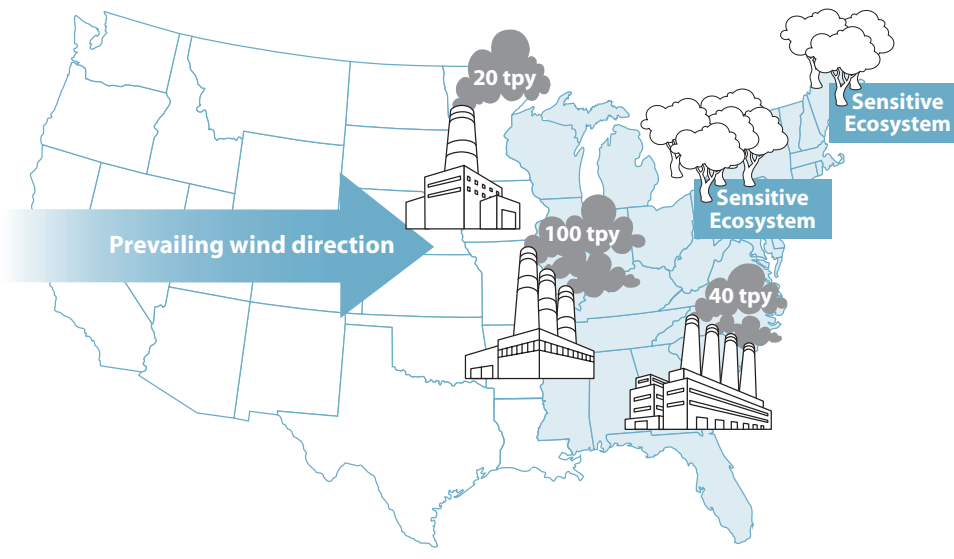 20 tpy
Sensitive
Ecosystem
Sensitive
Ecosystem
100 tpy
Prevailing wind direction
40 tpy